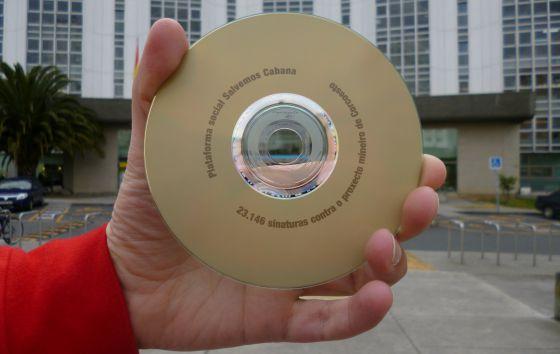 Plataforma social Salvemos Cabana
23.146 sinaturas contra o proxecto mineiro de Corcoesto